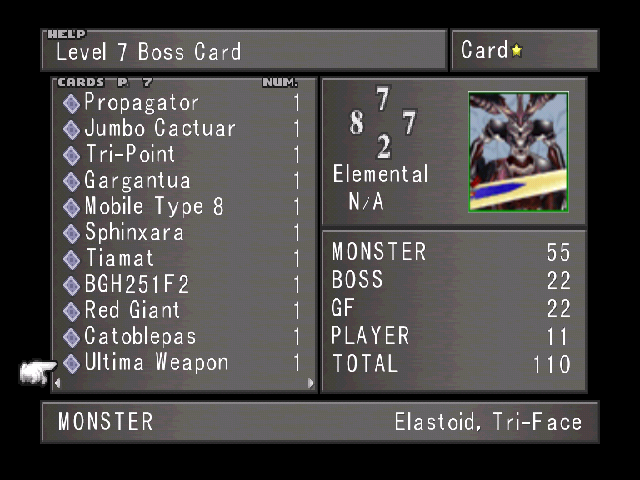 HELP
Level 7 Boss Card
Card★
CARDS P. 7 NUM.
Propagator 1
Jumbo Cactuar 1
Tri-Point 1
Gargantua 1
Mobile Type 8 1
Sphinxara 1
Tiamat 1
BGH251F2 1
Red Giant 1
Catoblepas 1
Ultima Weapon 1
7
8 7
2
Elemental
N/A
MONSTER 55
BOSS 22
GF 22
PLAYER 11
TOTAL 110
MONSTER Elastoid, Tri-Face